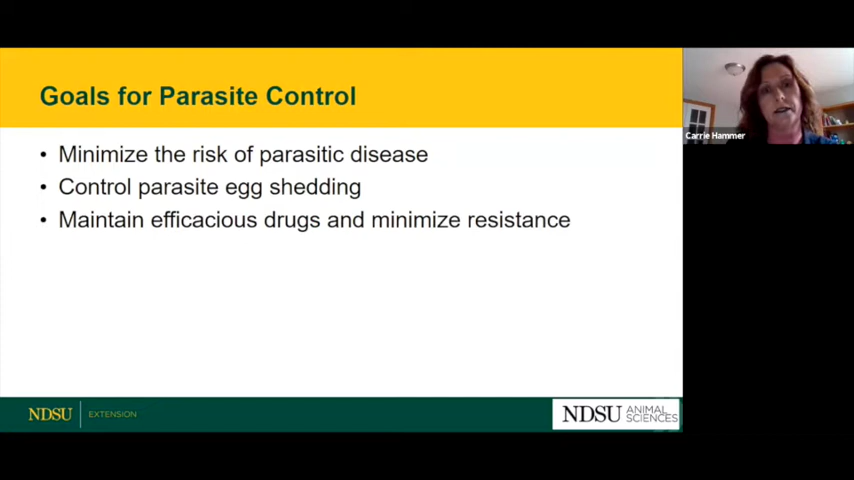 Goals for Parasite Control
• Minimize the risk of parasitic disease
• Control parasite egg shedding
• Maintain efficacious drugs and minimize resistance
Carrie Hammer
NDSU EXTENSION
NDSU ANIMAL
SCIENCES